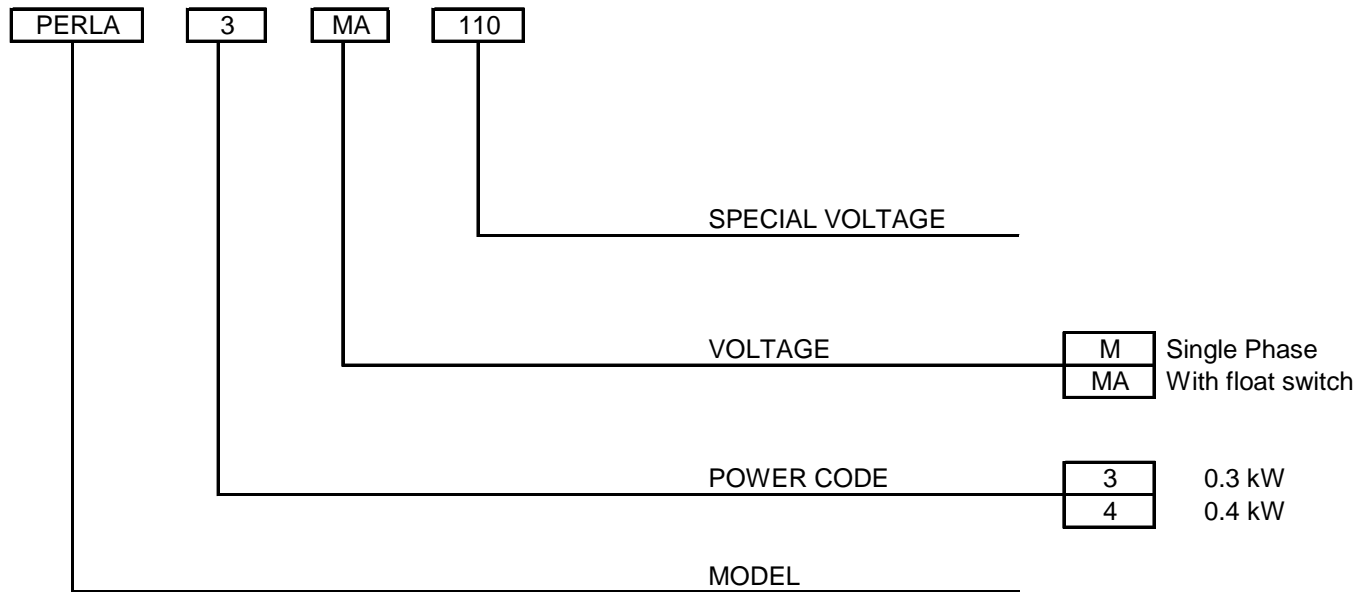 PERLA 3 MA 110
SPECIAL VOLTAGE
VOLTAGE M Single Phase
MA With float switch
POWER CODE 3 0.3 kW
4 0.4 kW
MODEL